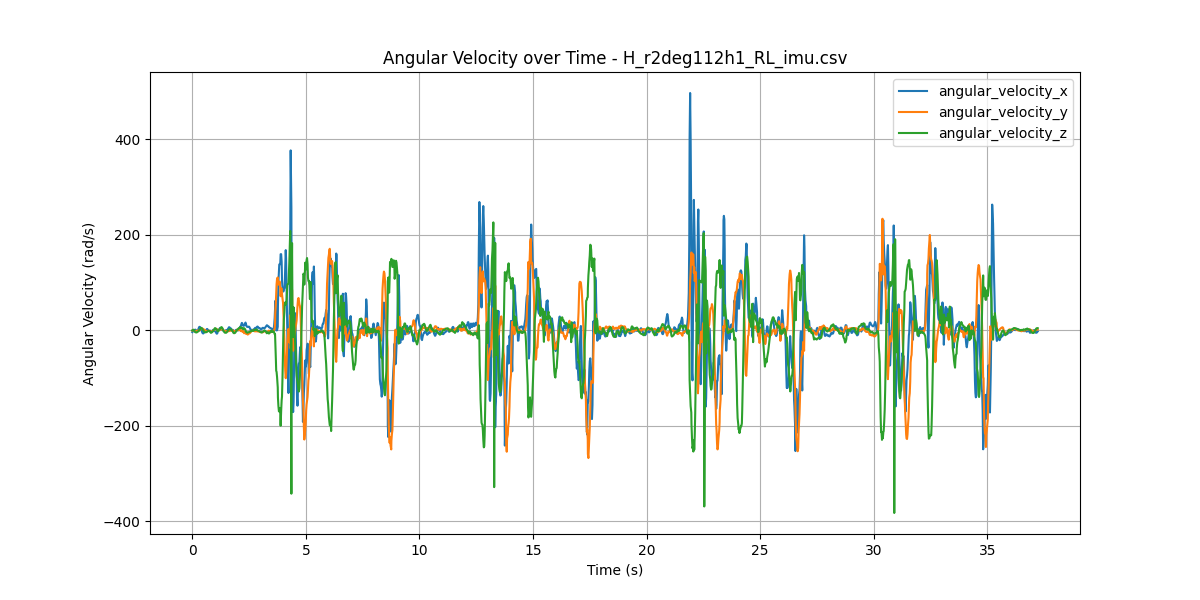 Angular Velocity over Time - H_r2deg112h1_RL_imu.csv
angular_velocity_x
angular_velocity_y
angular_velocity_z
Angular Velocity (rad/s)
400
200
0
−200
−400
0 5 10 15 20 25 30 35
Time (s)